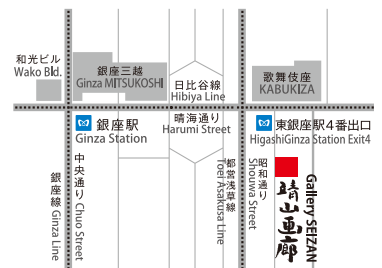 和光ビル
Wako Bld.
銀座三越
Ginza MITSUKOSHI
日比谷線
Hibiya Line
歌舞伎座
KABUKIZA
銀座駅
Ginza Station
晴海通り
Harumi Street
東銀座駅4番出口
HigashiGinza Station Exit4
銀座線 Ginza Line
中央通り Chuo Street
都営浅草線
Toei Asakusa Line
昭和通り
Shouwa Street
靖山画廊
Gallery SEIZAN